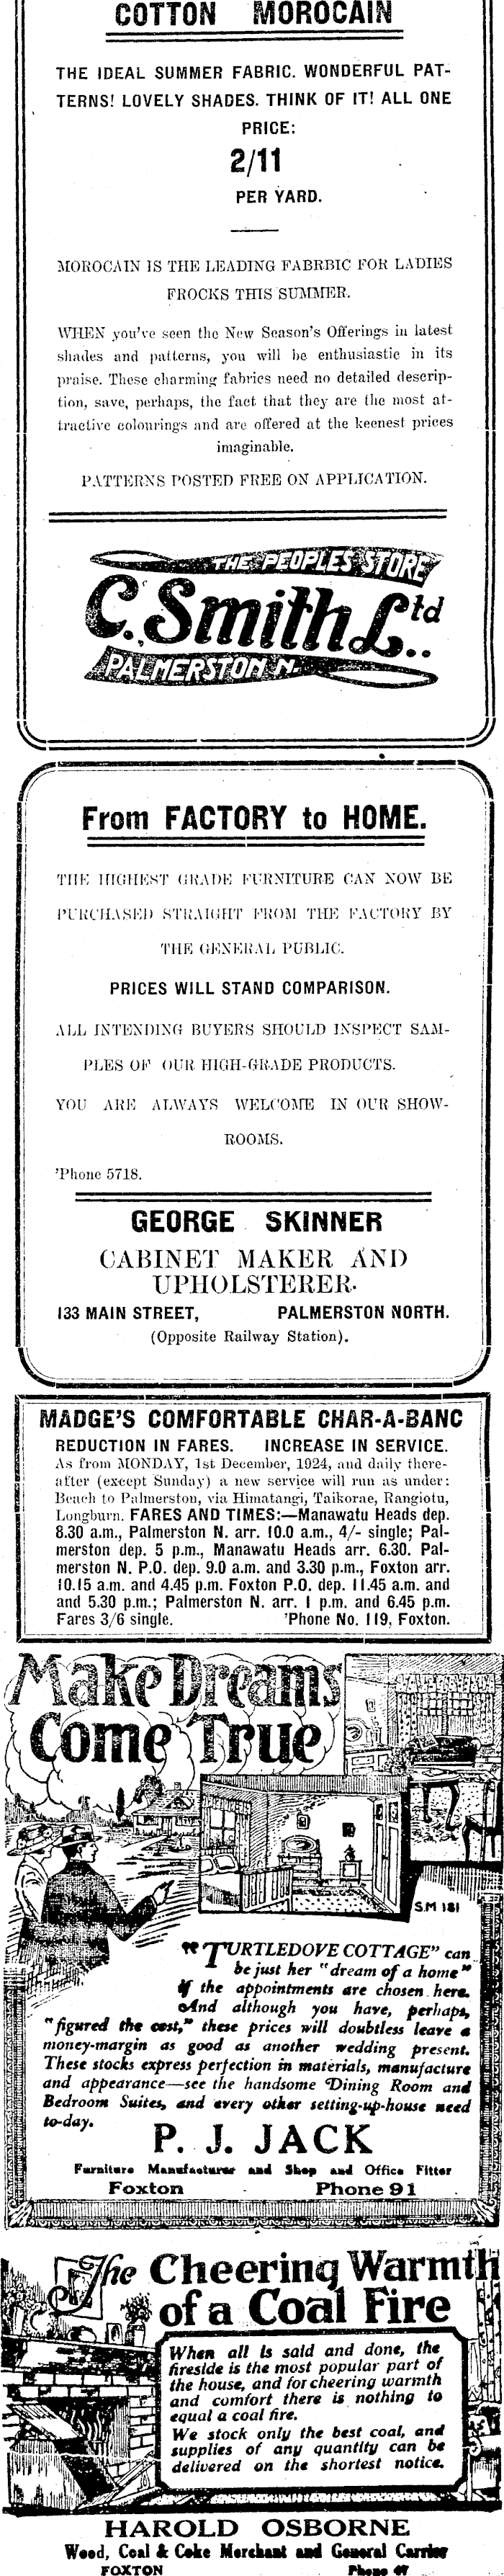 COTTON MOROCAIN
THE IDEAL SUMMER FABRIC. WONDERFUL PAT-
TERNS! LOVELY SHADES. THINK OF IT! ALL ONE
PRICE:
2/11
PER YARD.
MOROCAIN IS THE LEADING FABRBIC FOR LADIES
FROCKS THIS SUMMER.
WHEN you've seen the New Season's Offerings in latest
shades and patterns, you will be enthusiastic in its
praise. These charming fabrics need no detailed descrip-
tion, save, perhaps, the fact that they are the most at-
tractive colourings and are offered at the keenest prices
imaginable.
PATTERNS POSTED FREE ON APPLICATION.
THE PEOPLES STORE
C. Smith Ltd..
PALMERSTON N.
From FACTORY to HOME.
THE HIGHEST GRADE FURNITURE CAN NOW BE
PURCHASED STRAIGHT FROM THE FACTORY BY
THE GENERAL PUBLIC.
PRICES WILL STAND COMPARISON.
ALL INTENDING BUYERS SHOULD INSPECT SAM-
PLES OF OUR HIGH-GRADE PRODUCTS.
YOU ARE ALWAYS WELCOME IN OUR SHOW-
ROOMS.
'Phone 5718.
GEORGE SKINNER
CABINET MAKER AND
UPHOLSTERER.
133 MAIN STREET, PALMERSTON NORTH.
(Opposite Railway Station).
MADGE'S COMFORTABLE CHAR-A-BANC
REDUCTION IN FARES. INCREASE IN SERVICE.
As from MONDAY, 1st December, 1924, and daily there-
after (except Sunday) a new service will run as under:
Beach to Palmerston, via Himatangi, Taikorae, Rangiotu,
Longburn. FARES AND TIMES:—Manawatu Heads dep.
8.30 a.m., Palmerston N. arr. 10.0 a.m., 4/- single; Pal-
merston dep. 5 p.m., Manawatu Heads arr. 6.30. Pal-
merston N. P.O. dep. 9.0 a.m. and 3.30 p.m., Foxton arr.
10.15 a.m. and 4.45 p.m. Foxton P.O. dep. 11.45 a.m. and
and 5.30 p.m.; Palmerston N. arr. 1 p.m. and 6.45 p.m.
Fares 3/6 single. 'Phone No. 119, Foxton.
Make Dreams
Come True
S.M 181
"TURTLEDOVE COTTAGE" can
be just her "dream of a home"
if the appointments are chosen here.
And although you have, perhaps,
"figured the cost," these prices will doubtless leave a
money-margin as good as another wedding present.
These stocks express perfection in materials, manufacture
and appearance—see the handsome Dining Room and
Bedroom Suites, and every other setting-up-house need
to-day.
P. J. JACK
Furniture Manufacturer and Shop and Office Fitter
Foxton - Phone 91
The Cheering Warmth
of a Coal Fire
When all is said and done, the
fireside is the most popular part of
the house, and for cheering warmth
and comfort there is nothing to
equal a coal fire.
We stock only the best coal, and
supplies of any quantity can be
delivered on the shortest notice.
HAROLD OSBORNE
Wood, Coal & Coke Merchant and General Carrier
FOXTON Phone 47